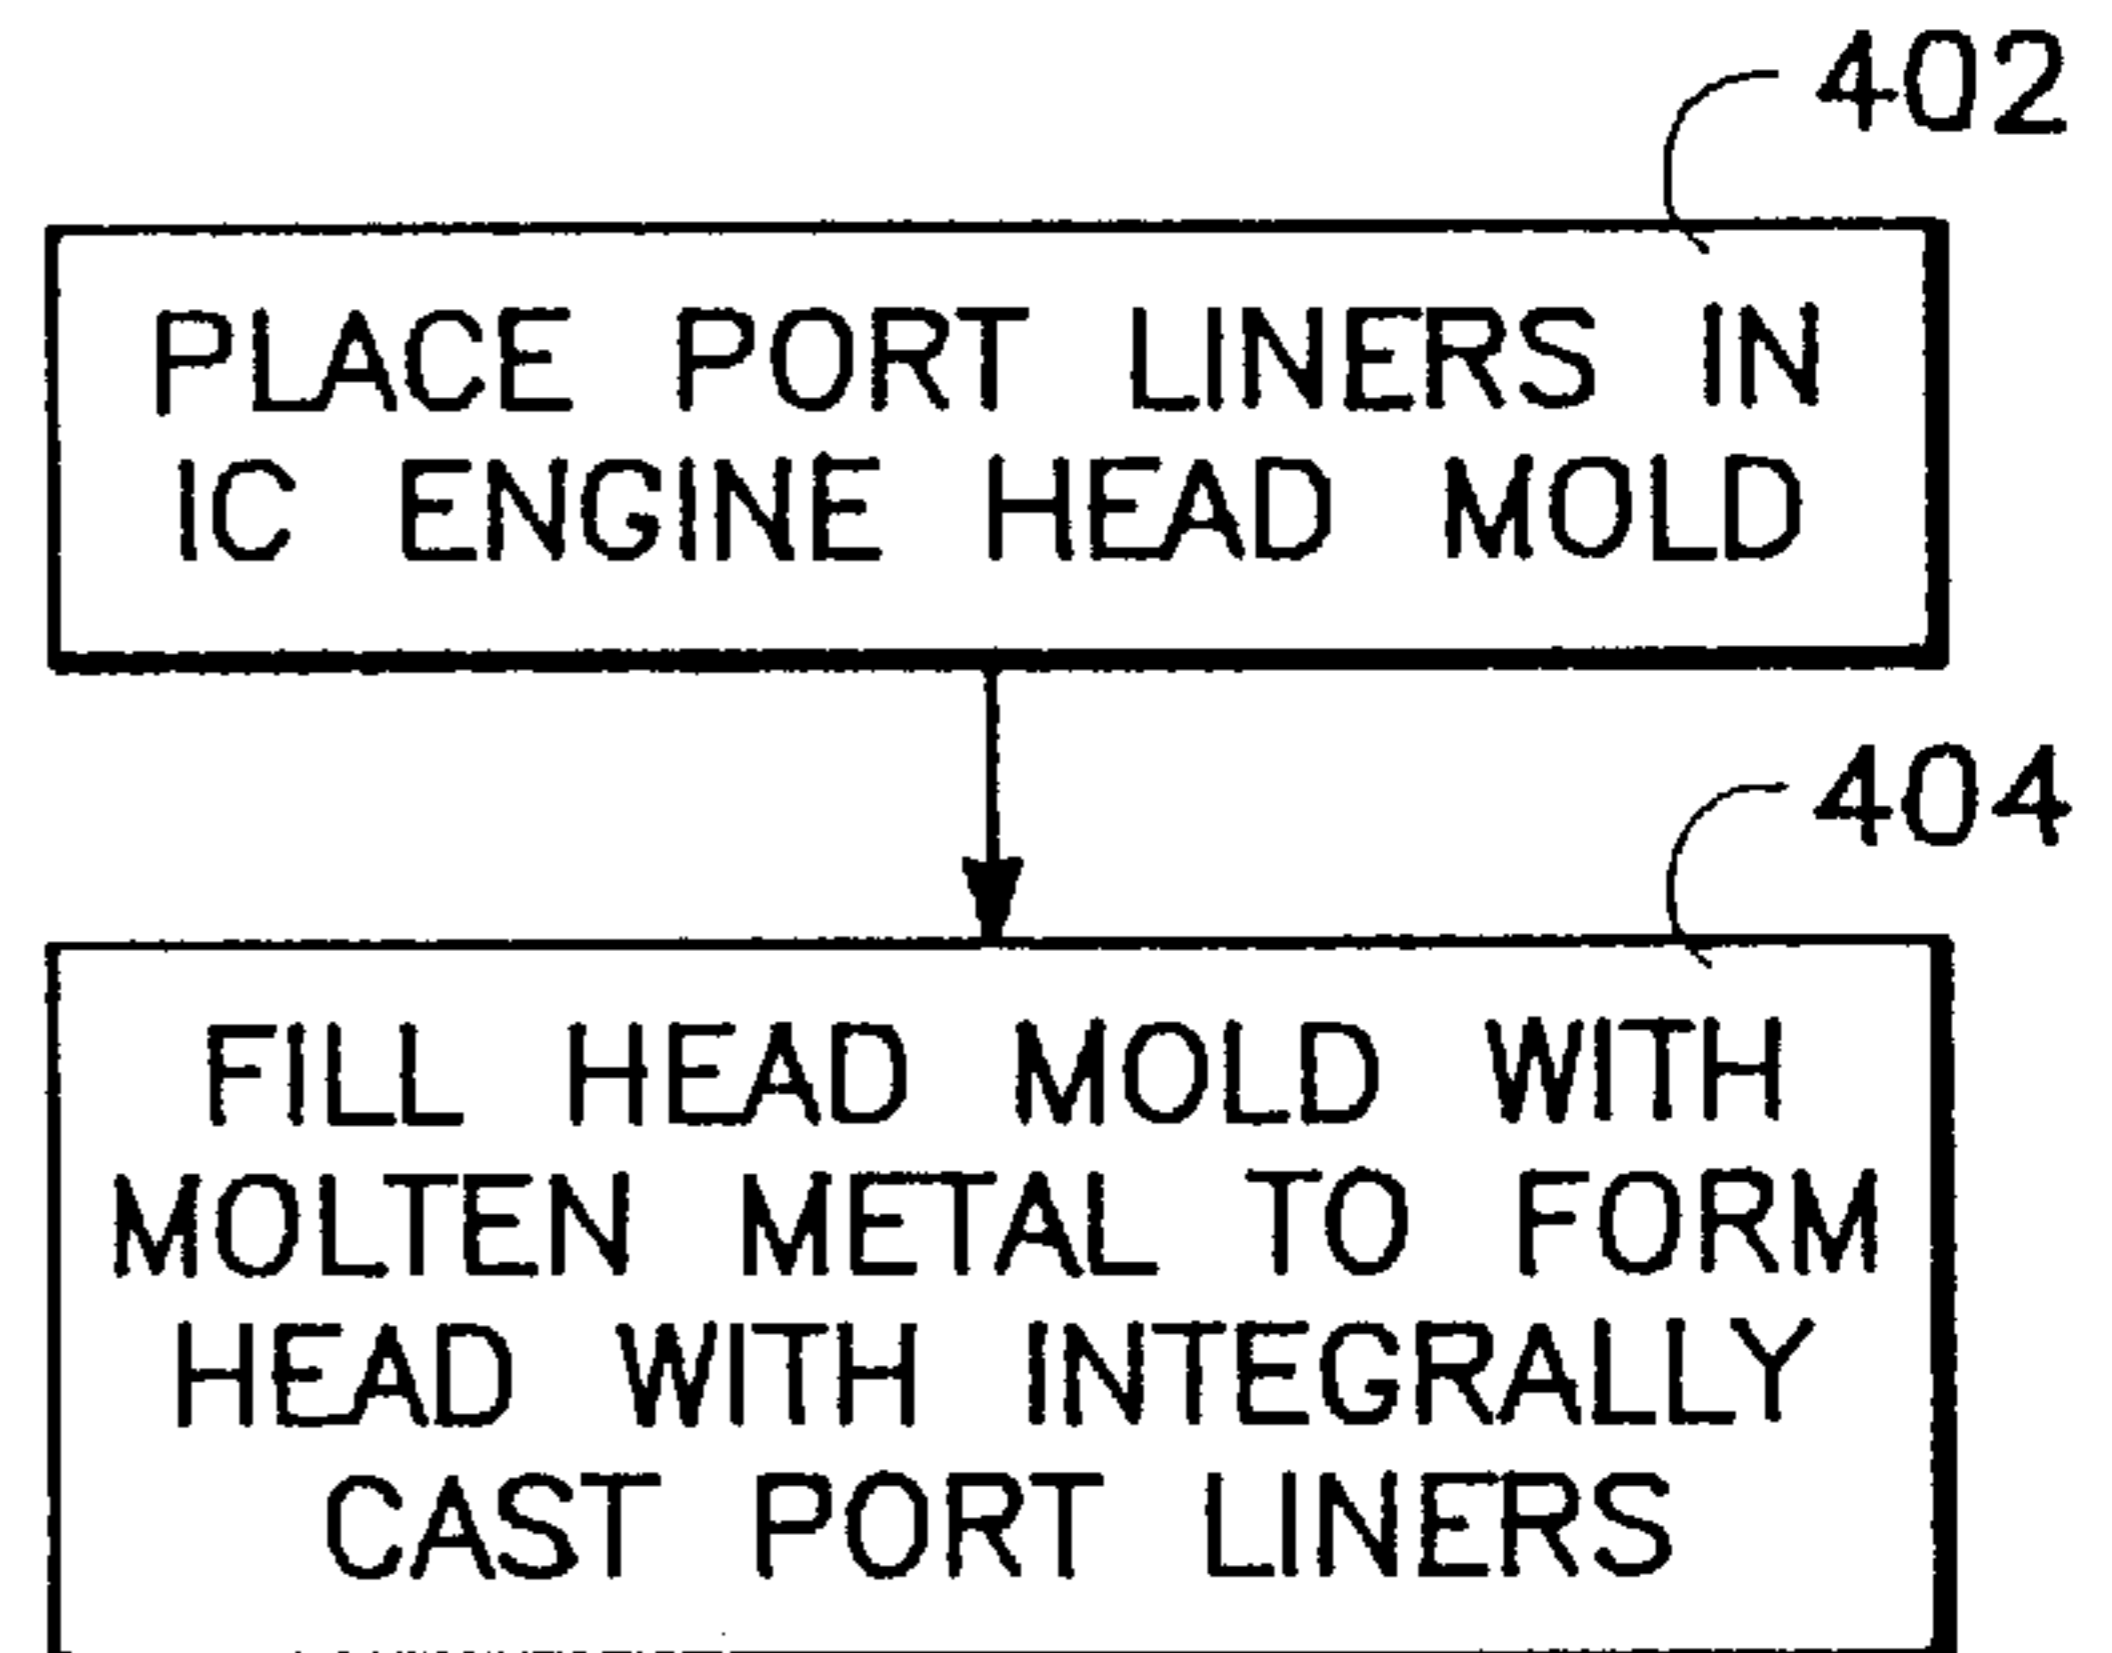 402
PLACE PORT LINERS IN
IC ENGINE HEAD MOLD
404
FILL HEAD MOLD WITH
MOLTEN METAL TO FORM
HEAD WITH INTEGRALLY
CAST PORT LINERS